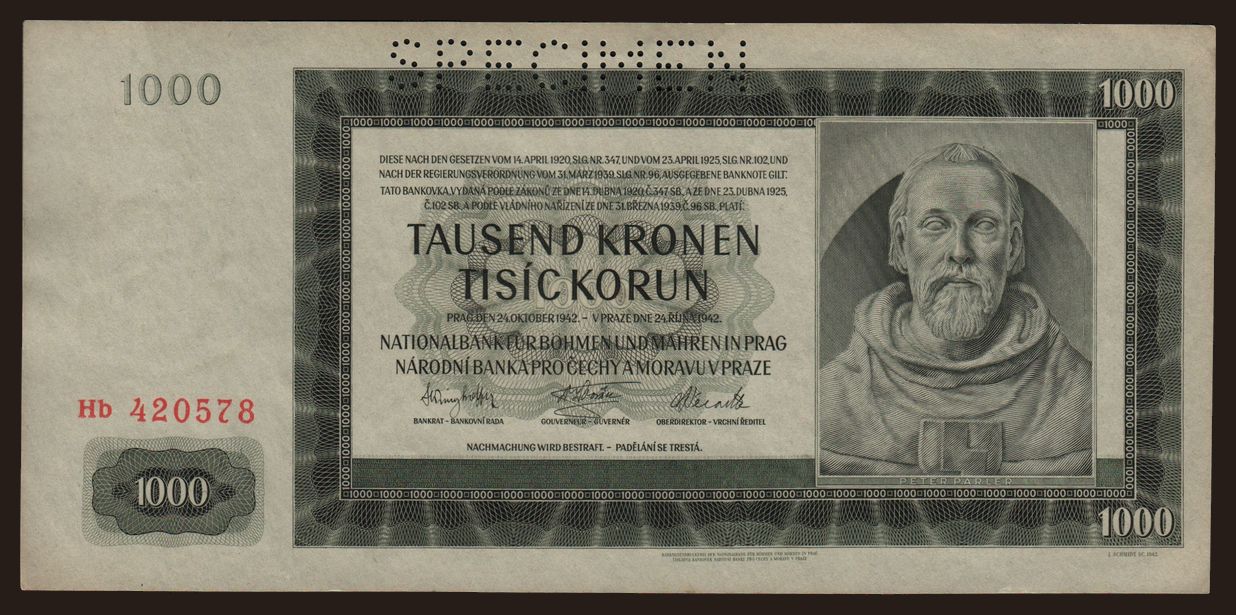 SPECIMEN
1000
1000
DIESE NACH DEN GESETZEN VOM 14. APRIL 1920, SLG. NR. 347, UND VOM 23. APRIL 1925, SLG. NR. 102, UND
NACH DER REGIERUNGSVERORDNUNG VOM 31. MÄRZ 1939, SLG. NR. 96, AUSGEGEBENE BANKNOTE GILT:
TATO BANKOVKA, VYDANÁ PODLE ZÁKONŮ ZE DNE 14. DUBNA 1920, Č. 347 SB., A ZE DNE 23. DUBNA 1925,
Č. 102 SB., A PODLE VLÁDNÍHO NAŘÍZENÍ ZE DNE 31. BŘEZNA 1939, Č. 96 SB., PLATÍ:
TAUSEND KRONEN
TISÍC KORUN
PRAG, DEN 24. OKTOBER 1942. – V PRAZE DNE 24. ŘÍJNA 1942.
NATIONALBANK FÜR BÖHMEN UND MÄHREN IN PRAG
NÁRODNÍ BANKA PRO ČECHY A MORAVU V PRAZE
BANKRAT – BANKOVNÍ RADA
GOUVERNEUR – GUVERNÉR
OBERDIREKTOR – VRCHNÍ ŘEDITEL
NACHMACHUNG WIRD BESTRAFT. – PADĚLÁNÍ SE TRESTÁ.
PETER PARLER
Hb 420578
1000
1000
J. SCHMIDT SC. 1942